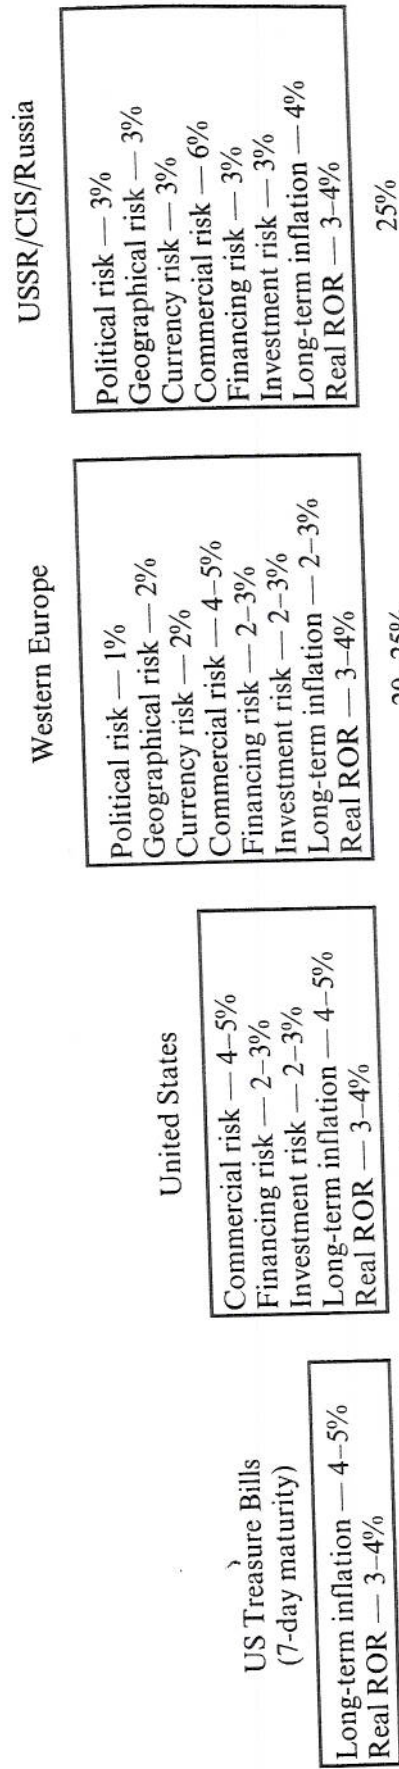 US Treasure Bills
(7-day maturity)
Long-term inflation — 4–5%
Real ROR — 3–4%
United States
Commercial risk — 4–5%
Financing risk — 2–3%
Investment risk — 2–3%
Long-term inflation — 4–5%
Real ROR — 3–4%
Western Europe
Political risk — 1%
Geographical risk — 2%
Currency risk — 2%
Commercial risk — 4–5%
Financing risk — 2–3%
Investment risk — 2–3%
Long-term inflation — 2–3%
Real ROR — 3–4%
20–25%
USSR/CIS/Russia
Political risk — 3%
Geographical risk — 3%
Currency risk — 3%
Commercial risk — 6%
Financing risk — 3%
Investment risk — 3%
Long-term inflation — 4%
Real ROR — 3–4%
25%